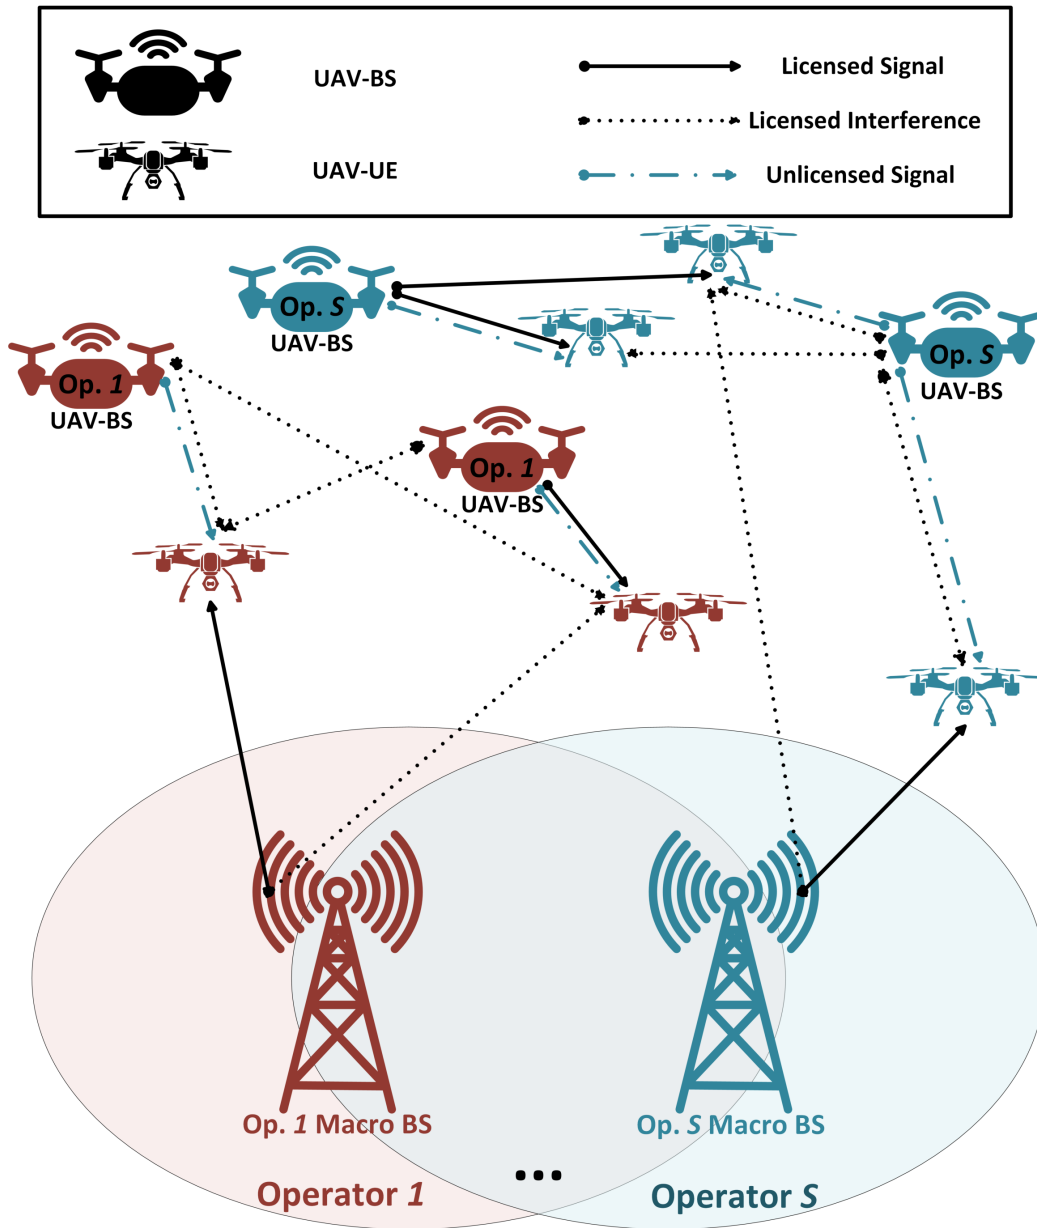 UAV-BS
Licensed Signal
Licensed Interference
UAV-UE
Unlicensed Signal
Op. S
UAV-BS
Op. S
UAV-BS
Op. 1
UAV-BS
Op. 1
UAV-BS
Op. 1 Macro BS
Op. S Macro BS
...
Operator 1
Operator S